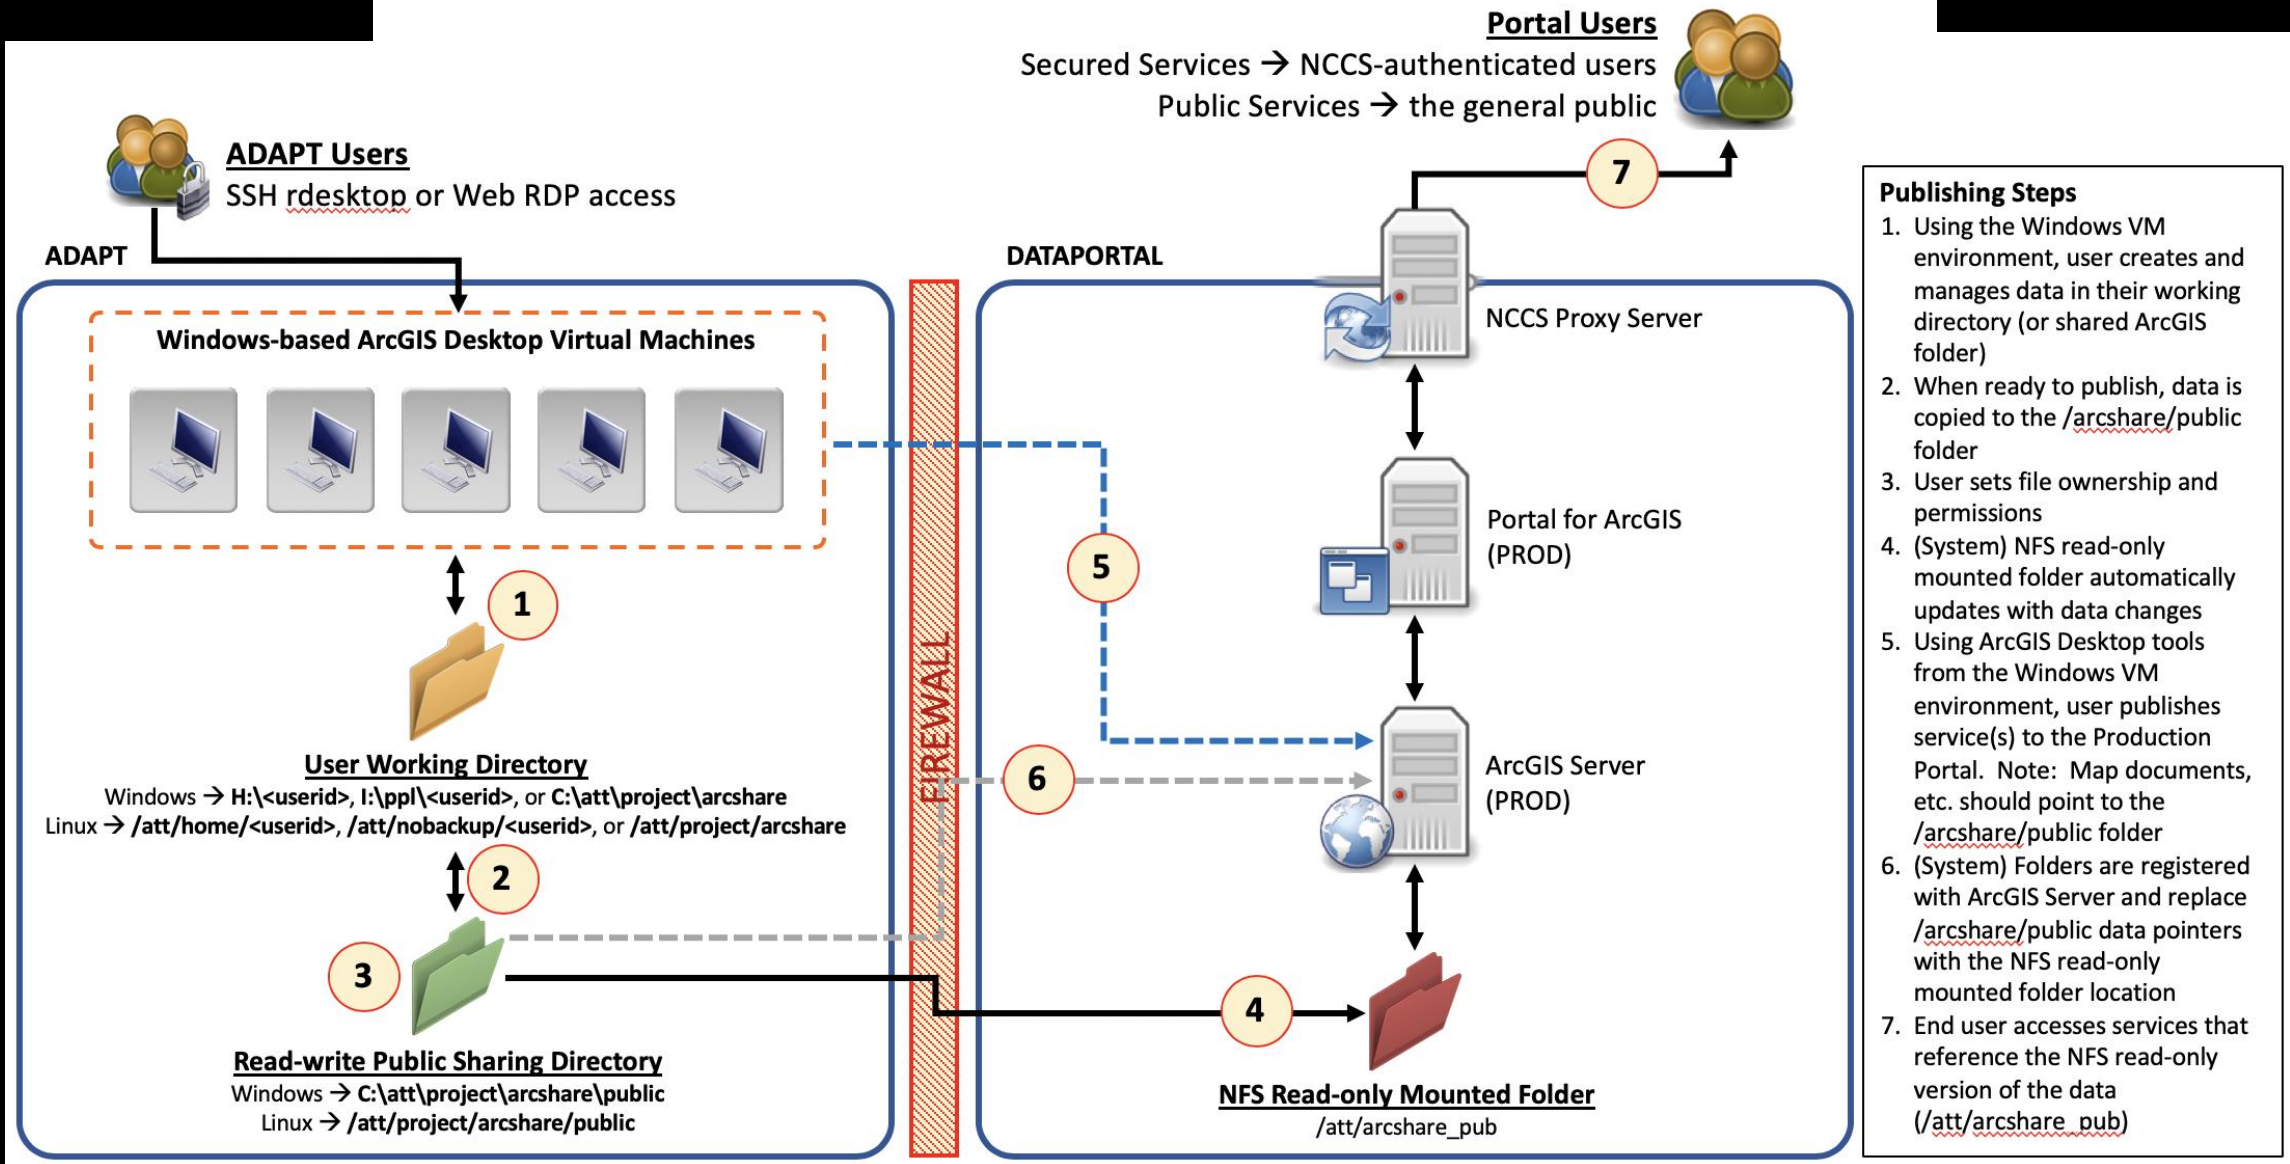 Portal Users
Secured Services → NCCS-authenticated users
Public Services → the general public
7
ADAPT Users
SSH rdesktop or Web RDP access
ADAPT
Windows-based ArcGIS Desktop Virtual Machines
1
User Working Directory
Windows → H:\<userid>, I:\ppl\<userid>, or C:\att\project\arcshare
Linux → /att/home/<userid>, /att/nobackup/<userid>, or /att/project/arcshare
2
3
Read-write Public Sharing Directory
Windows → C:\att\project\arcshare\public
Linux → /att/project/arcshare/public
FIREWALL
DATAPORTAL
NCCS Proxy Server
Portal for ArcGIS
(PROD)
5
6
ArcGIS Server
(PROD)
4
NFS Read-only Mounted Folder
/att/arcshare_pub
Publishing Steps
1. Using the Windows VM
environment, user creates and
manages data in their working
directory (or shared ArcGIS
folder)
2. When ready to publish, data is
copied to the /arcshare/public
folder
3. User sets file ownership and
permissions
4. (System) NFS read-only
mounted folder automatically
updates with data changes
5. Using ArcGIS Desktop tools
from the Windows VM
environment, user publishes
service(s) to the Production
Portal. Note: Map documents,
etc. should point to the
/arcshare/public folder
6. (System) Folders are registered
with ArcGIS Server and replace
/arcshare/public data pointers
with the NFS read-only
mounted folder location
7. End user accesses services that
reference the NFS read-only
version of the data
(/att/arcshare_pub)